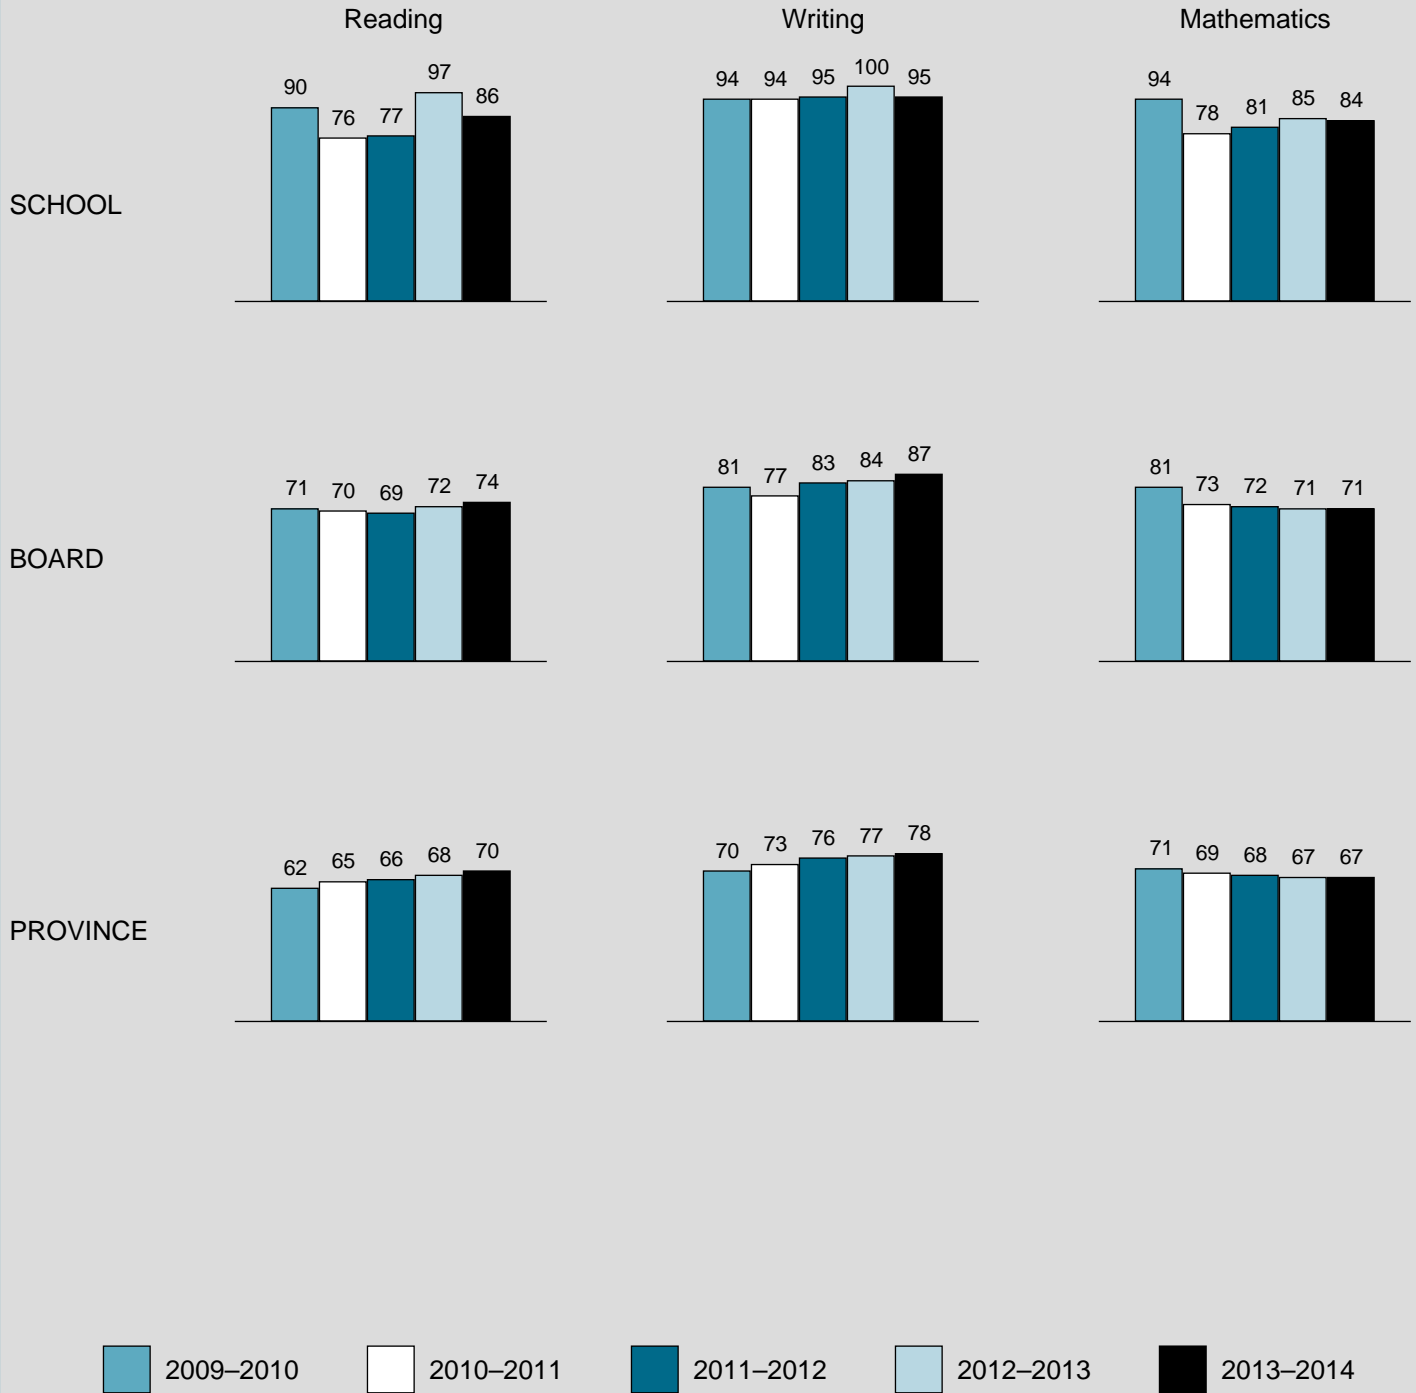 Reading Writing Mathematics
90 76 77 97 86 94 94 95 100 95 94 78 81 85 84
SCHOOL
71 70 69 72 74 81 77 83 84 87 81 73 72 71 71
BOARD
62 65 66 68 70 70 73 76 77 78 71 69 68 67 67
PROVINCE
2009–2010 2010–2011 2011–2012 2012–2013 2013–2014